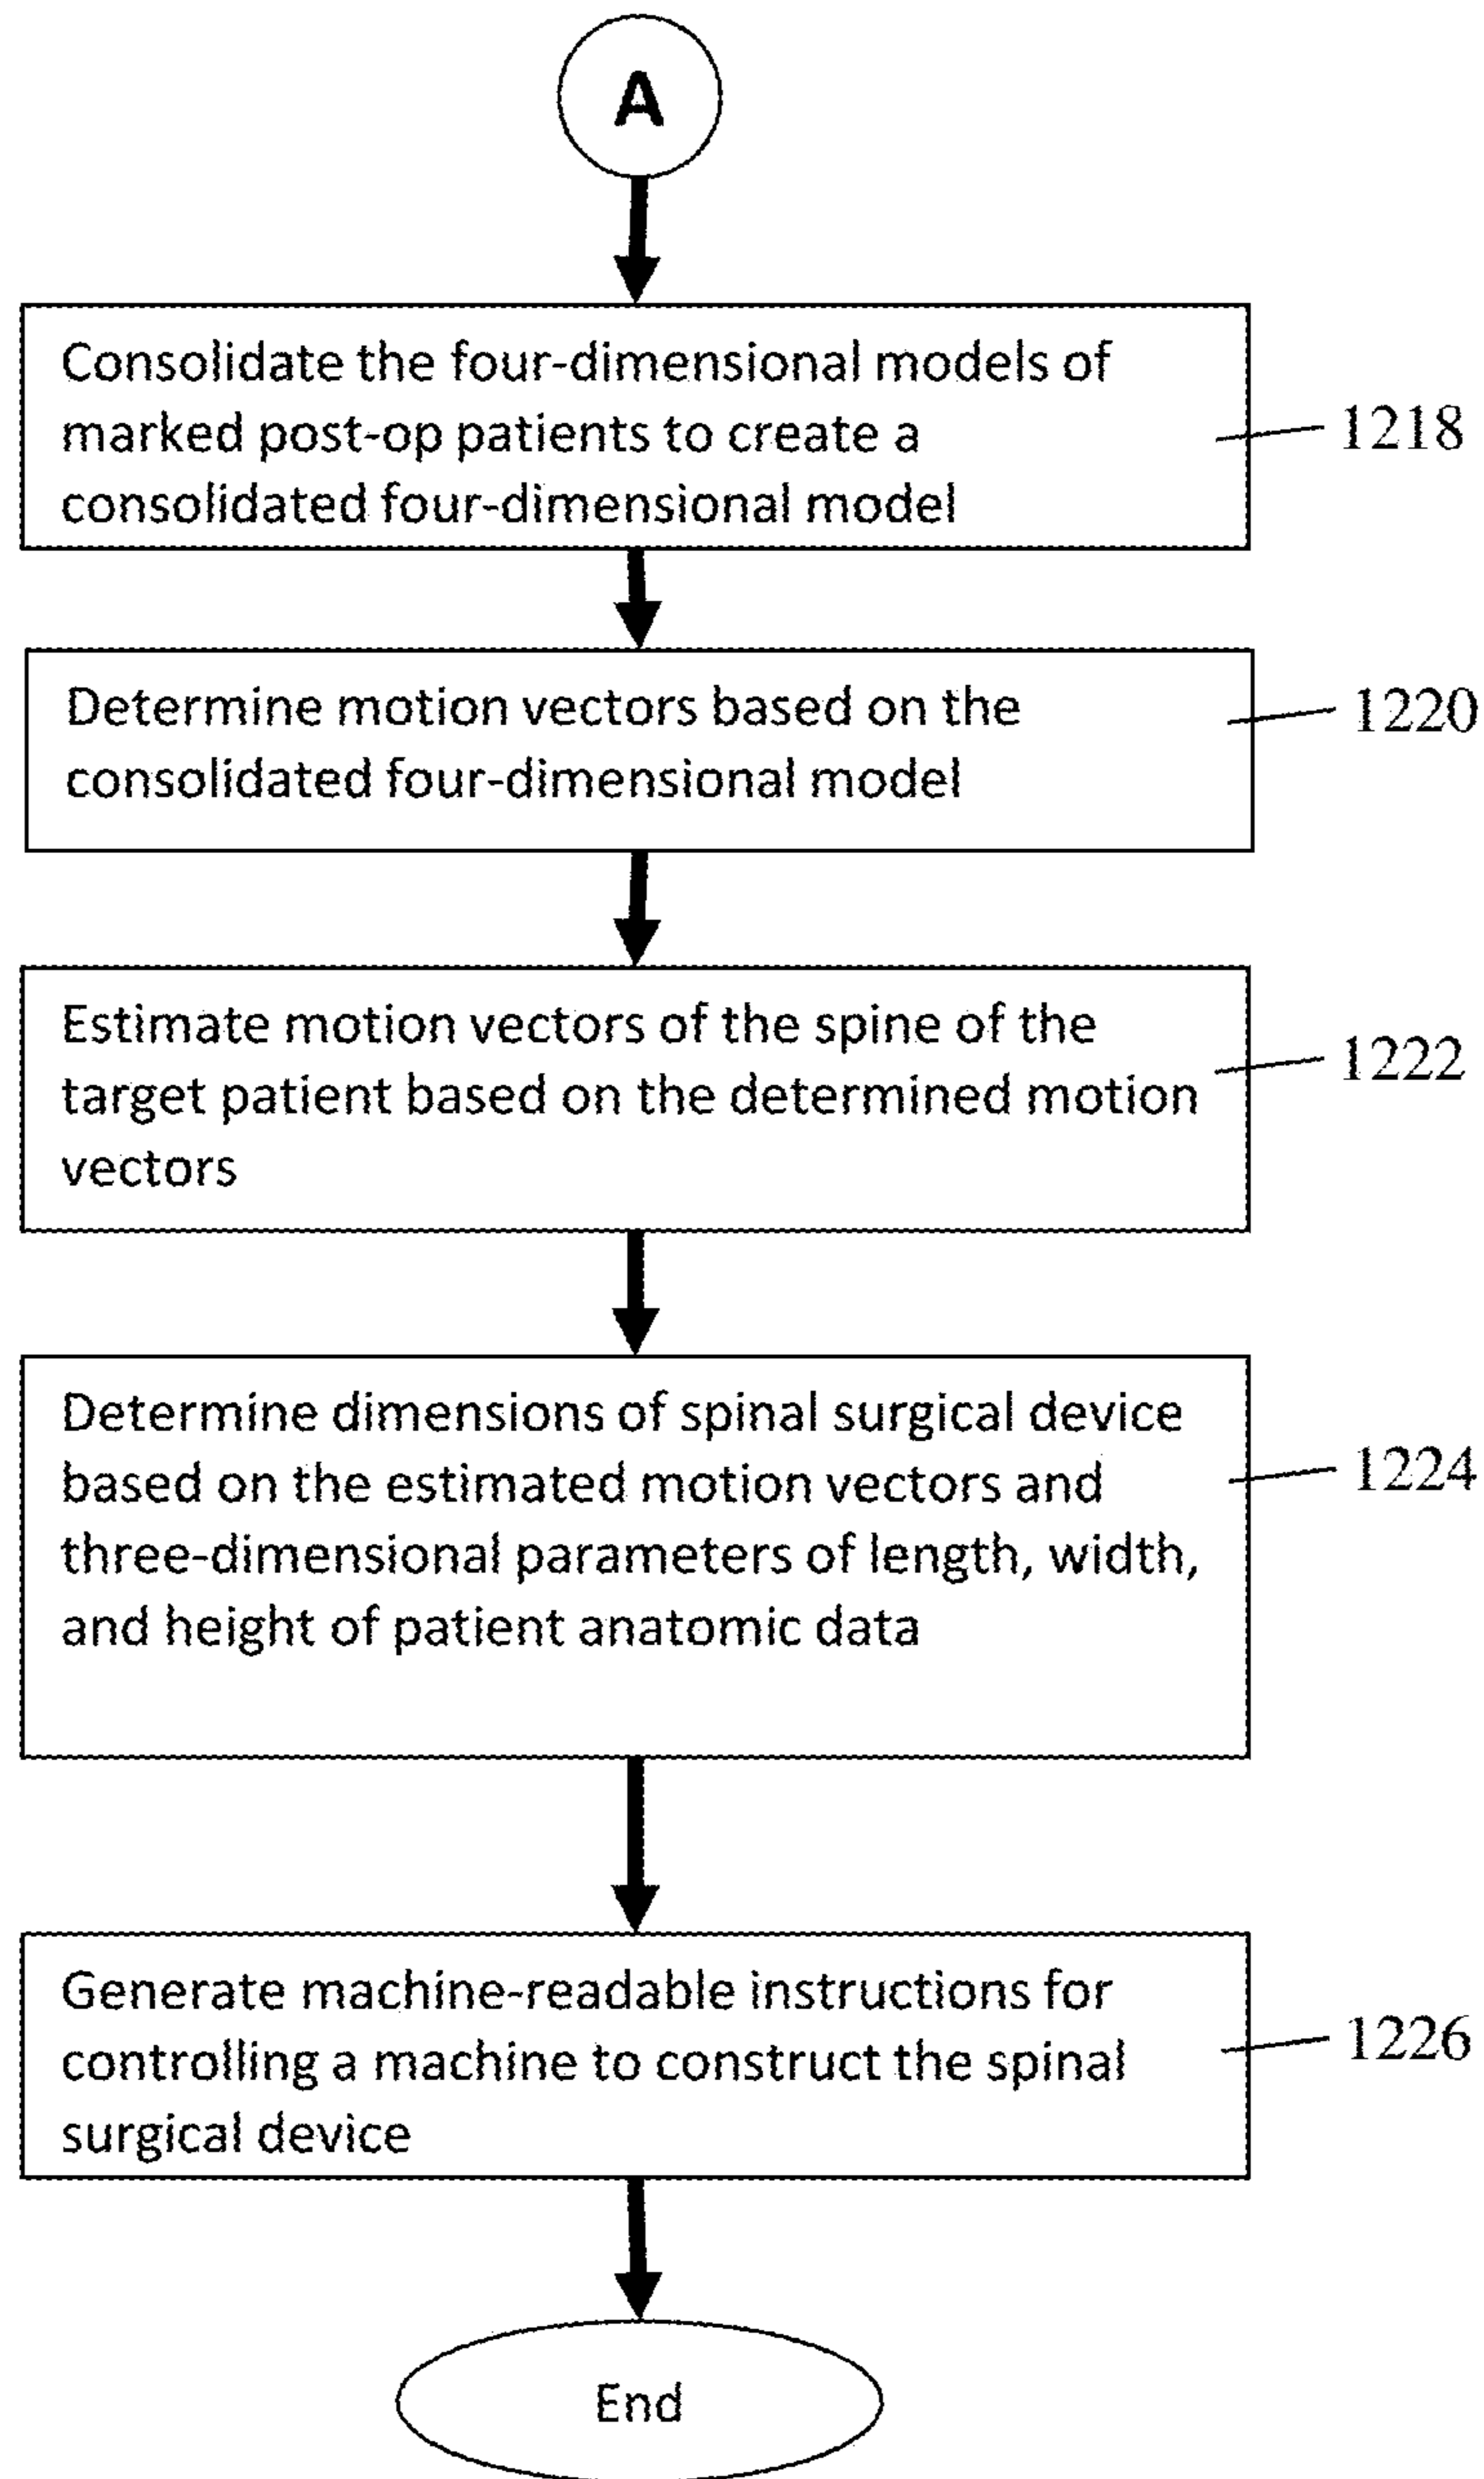 A
Consolidate the four-dimensional models of
marked post-op patients to create a
consolidated four-dimensional model
1218
Determine motion vectors based on the
consolidated four-dimensional model
1220
Estimate motion vectors of the spine of the
target patient based on the determined motion
vectors
1222
Determine dimensions of spinal surgical device
based on the estimated motion vectors and
three-dimensional parameters of length, width,
and height of patient anatomic data
1224
Generate machine-readable instructions for
controlling a machine to construct the spinal
surgical device
1226
End